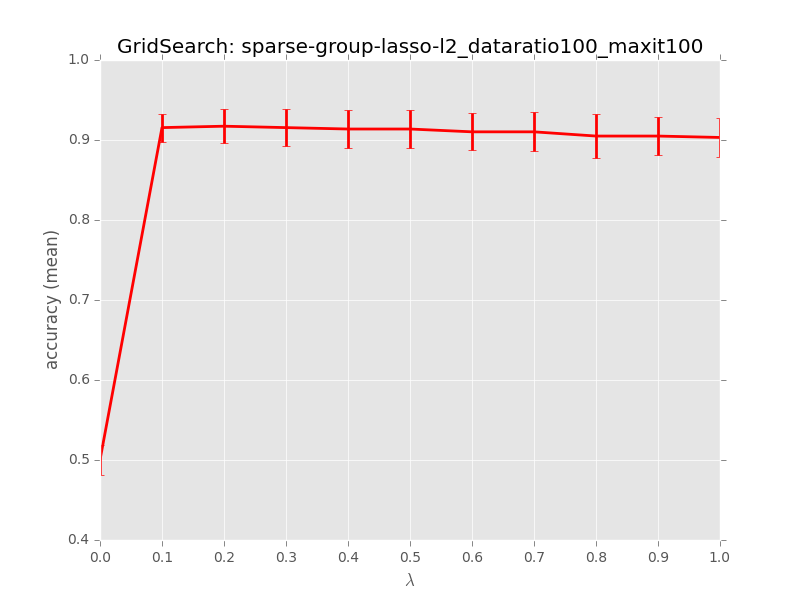 GridSearch: sparse-group-lasso-l2_dataratio100_maxit100
1.0
0.9
0.8
0.7
0.6
0.5
0.4
accuracy (mean)
0.0 0.1 0.2 0.3 0.4 0.5 0.6 0.7 0.8 0.9 1.0
λ